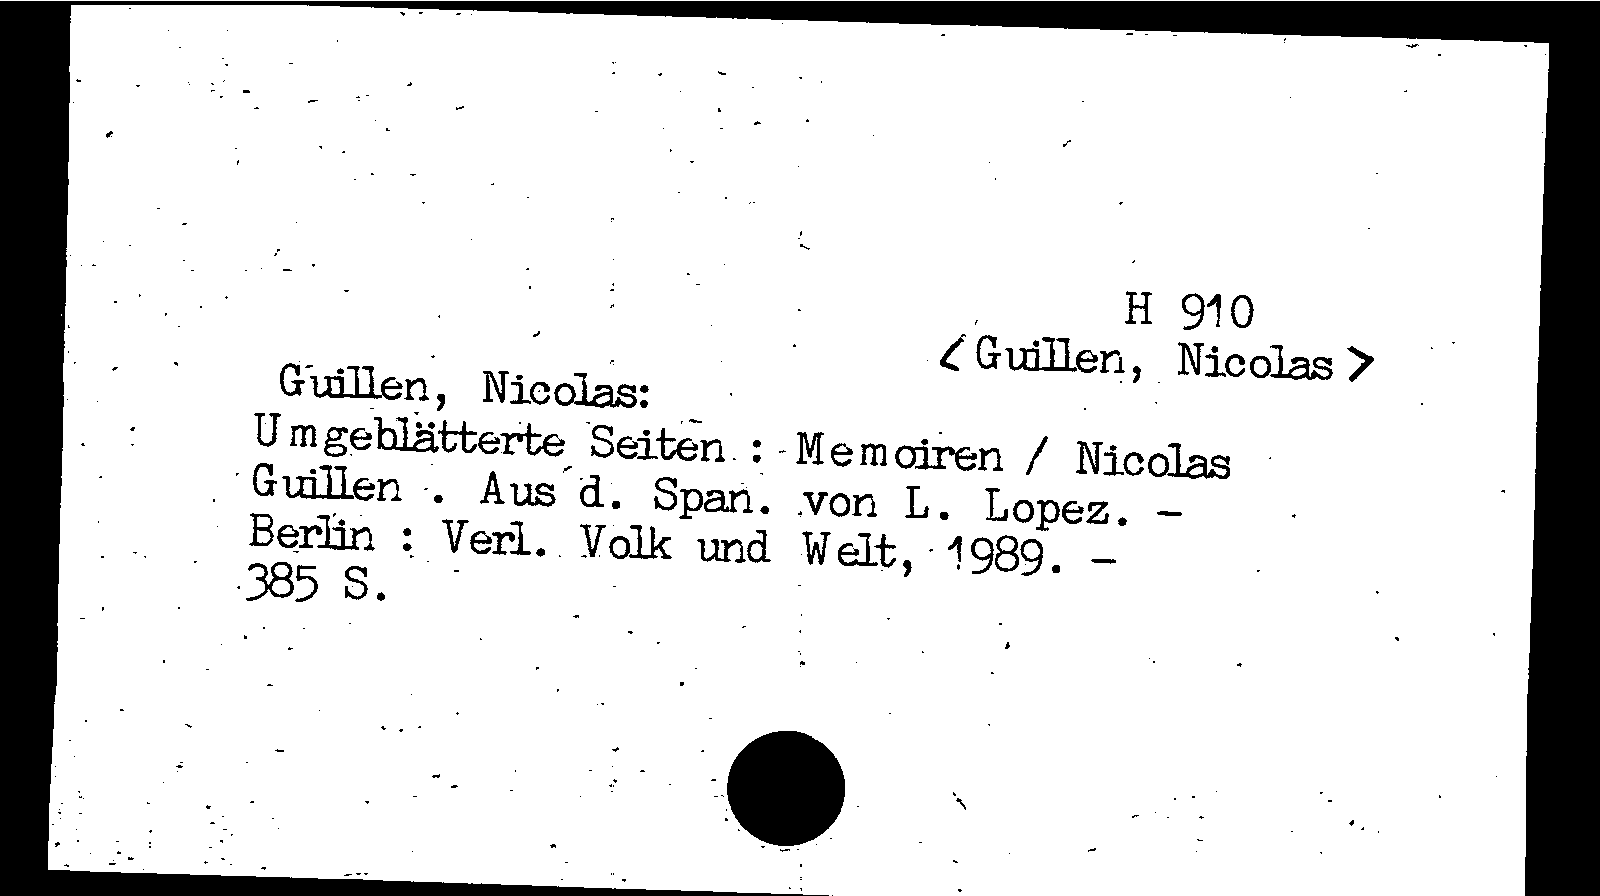 H 910
<Guillen, Nicolas>
Guillen, Nicolas:
Umgeblätterte Seiten : Memoiren / Nicolas
Guillen . Aus d. Span. von L. Lopez. –
Berlin : Verl. Volk und Welt, 1989. –
385 S.